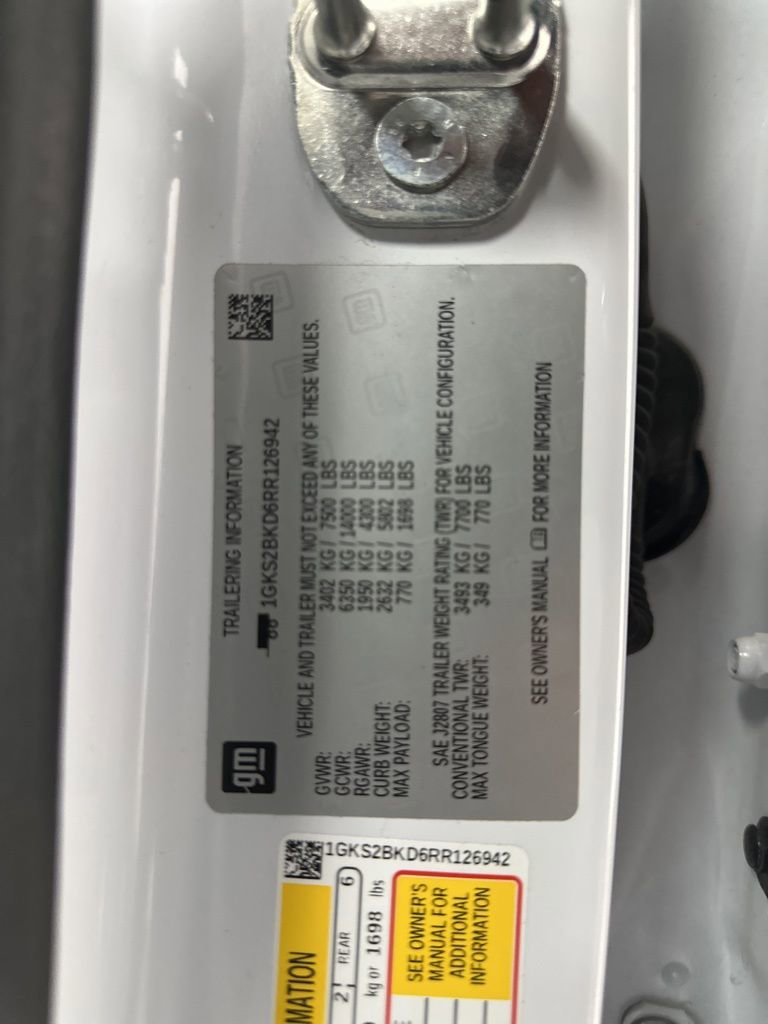 gm
TRAILERING INFORMATION
1GKS2BKD6RR126942
VEHICLE AND TRAILER MUST NOT EXCEED ANY OF THESE VALUES.
GVWR: 3402 KG / 7500 LBS
GCWR: 6350 KG / 14000 LBS
RGAWR: 1950 KG / 4300 LBS
CURB WEIGHT: 2632 KG / 5802 LBS
MAX PAYLOAD: 770 KG / 1698 LBS
SAE J2807 TRAILER WEIGHT RATING (TWR) FOR VEHICLE CONFIGURATION.
CONVENTIONAL TWR: 3493 KG / 7700 LBS
MAX TONGUE WEIGHT: 349 KG / 770 LBS
SEE OWNER'S MANUAL FOR MORE INFORMATION
1GKS2BKD6RR126942
MATION
2 REAR 6
kg or 1698 lbs
SEE OWNER'S
MANUAL FOR
ADDITIONAL
INFORMATION